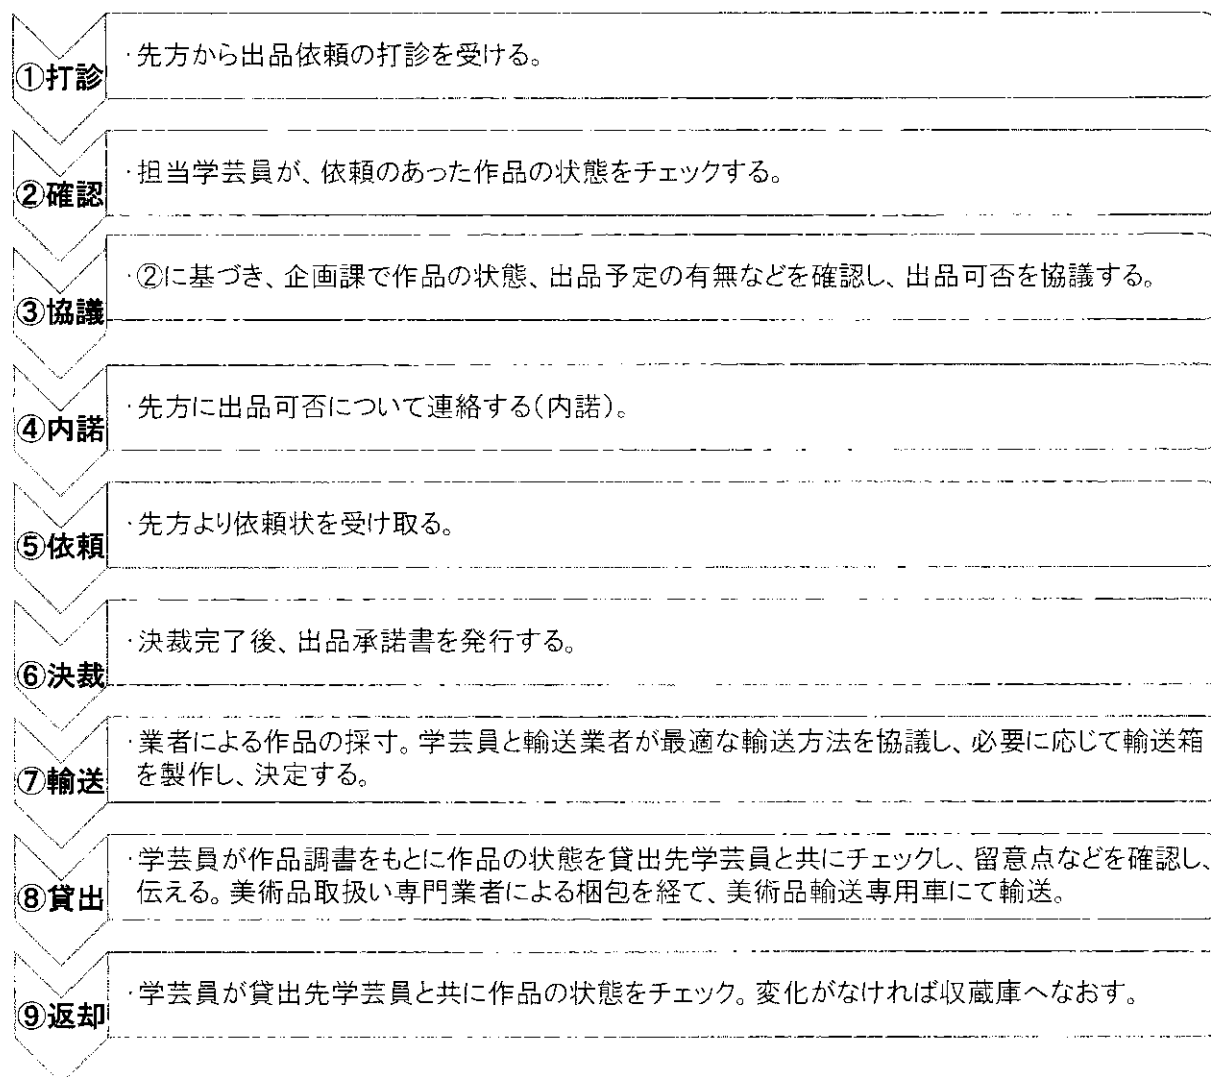 ①打診
・先方から出品依頼の打診を受ける。
②確認
・担当学芸員が、依頼のあった作品の状態をチェックする。
③協議
・②に基づき、企画課で作品の状態、出品予定の有無などを確認し、出品可否を協議する。
④内諾
・先方に出品可否について連絡する(内諾)。
⑤依頼
・先方より依頼状を受け取る。
⑥決裁
・決裁完了後、出品承諾書を発行する。
⑦輸送
・業者による作品の採寸。学芸員と輸送業者が最適な輸送方法を協議し、必要に応じて輸送箱
を製作し、決定する。
⑧貸出
・学芸員が作品調書をもとに作品の状態を貸出先学芸員と共にチェックし、留意点などを確認し、
伝える。美術品取扱い専門業者による梱包を経て、美術品輸送専用車にて輸送。
⑨返却
・学芸員が貸出先学芸員と共に作品の状態をチェック。変化がなければ収蔵庫へなおす。